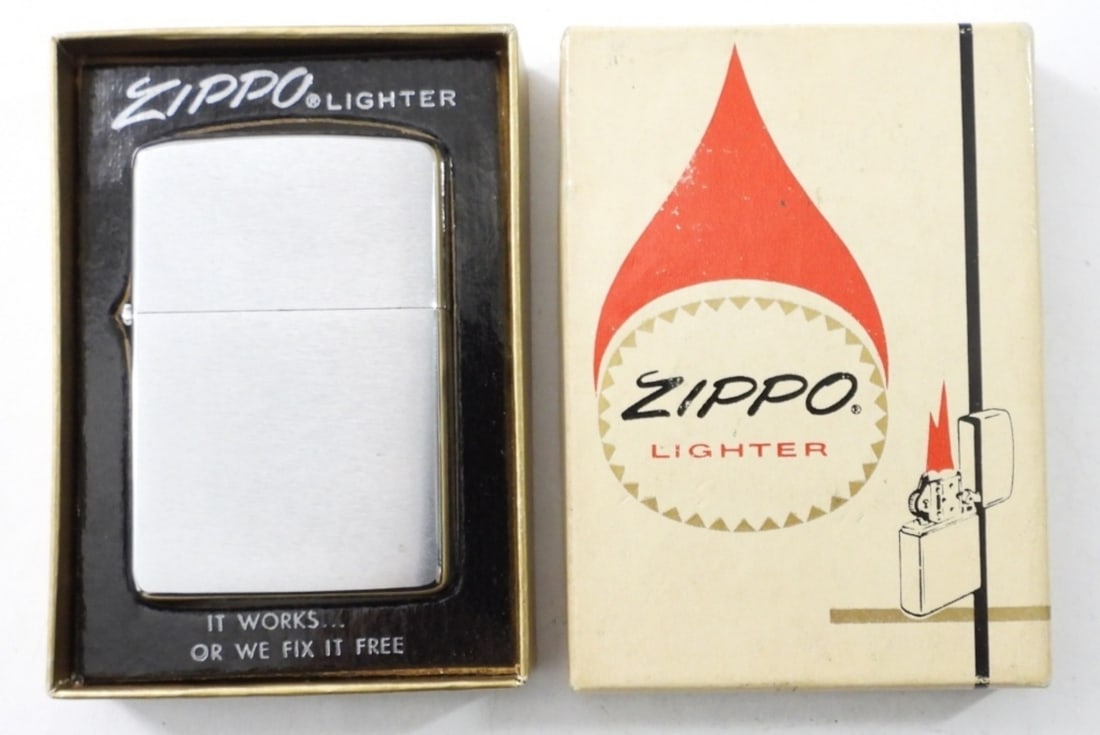 ZIPPO® LIGHTER
IT WORKS...
OR WE FIX IT FREE
ZIPPO®
LIGHTER